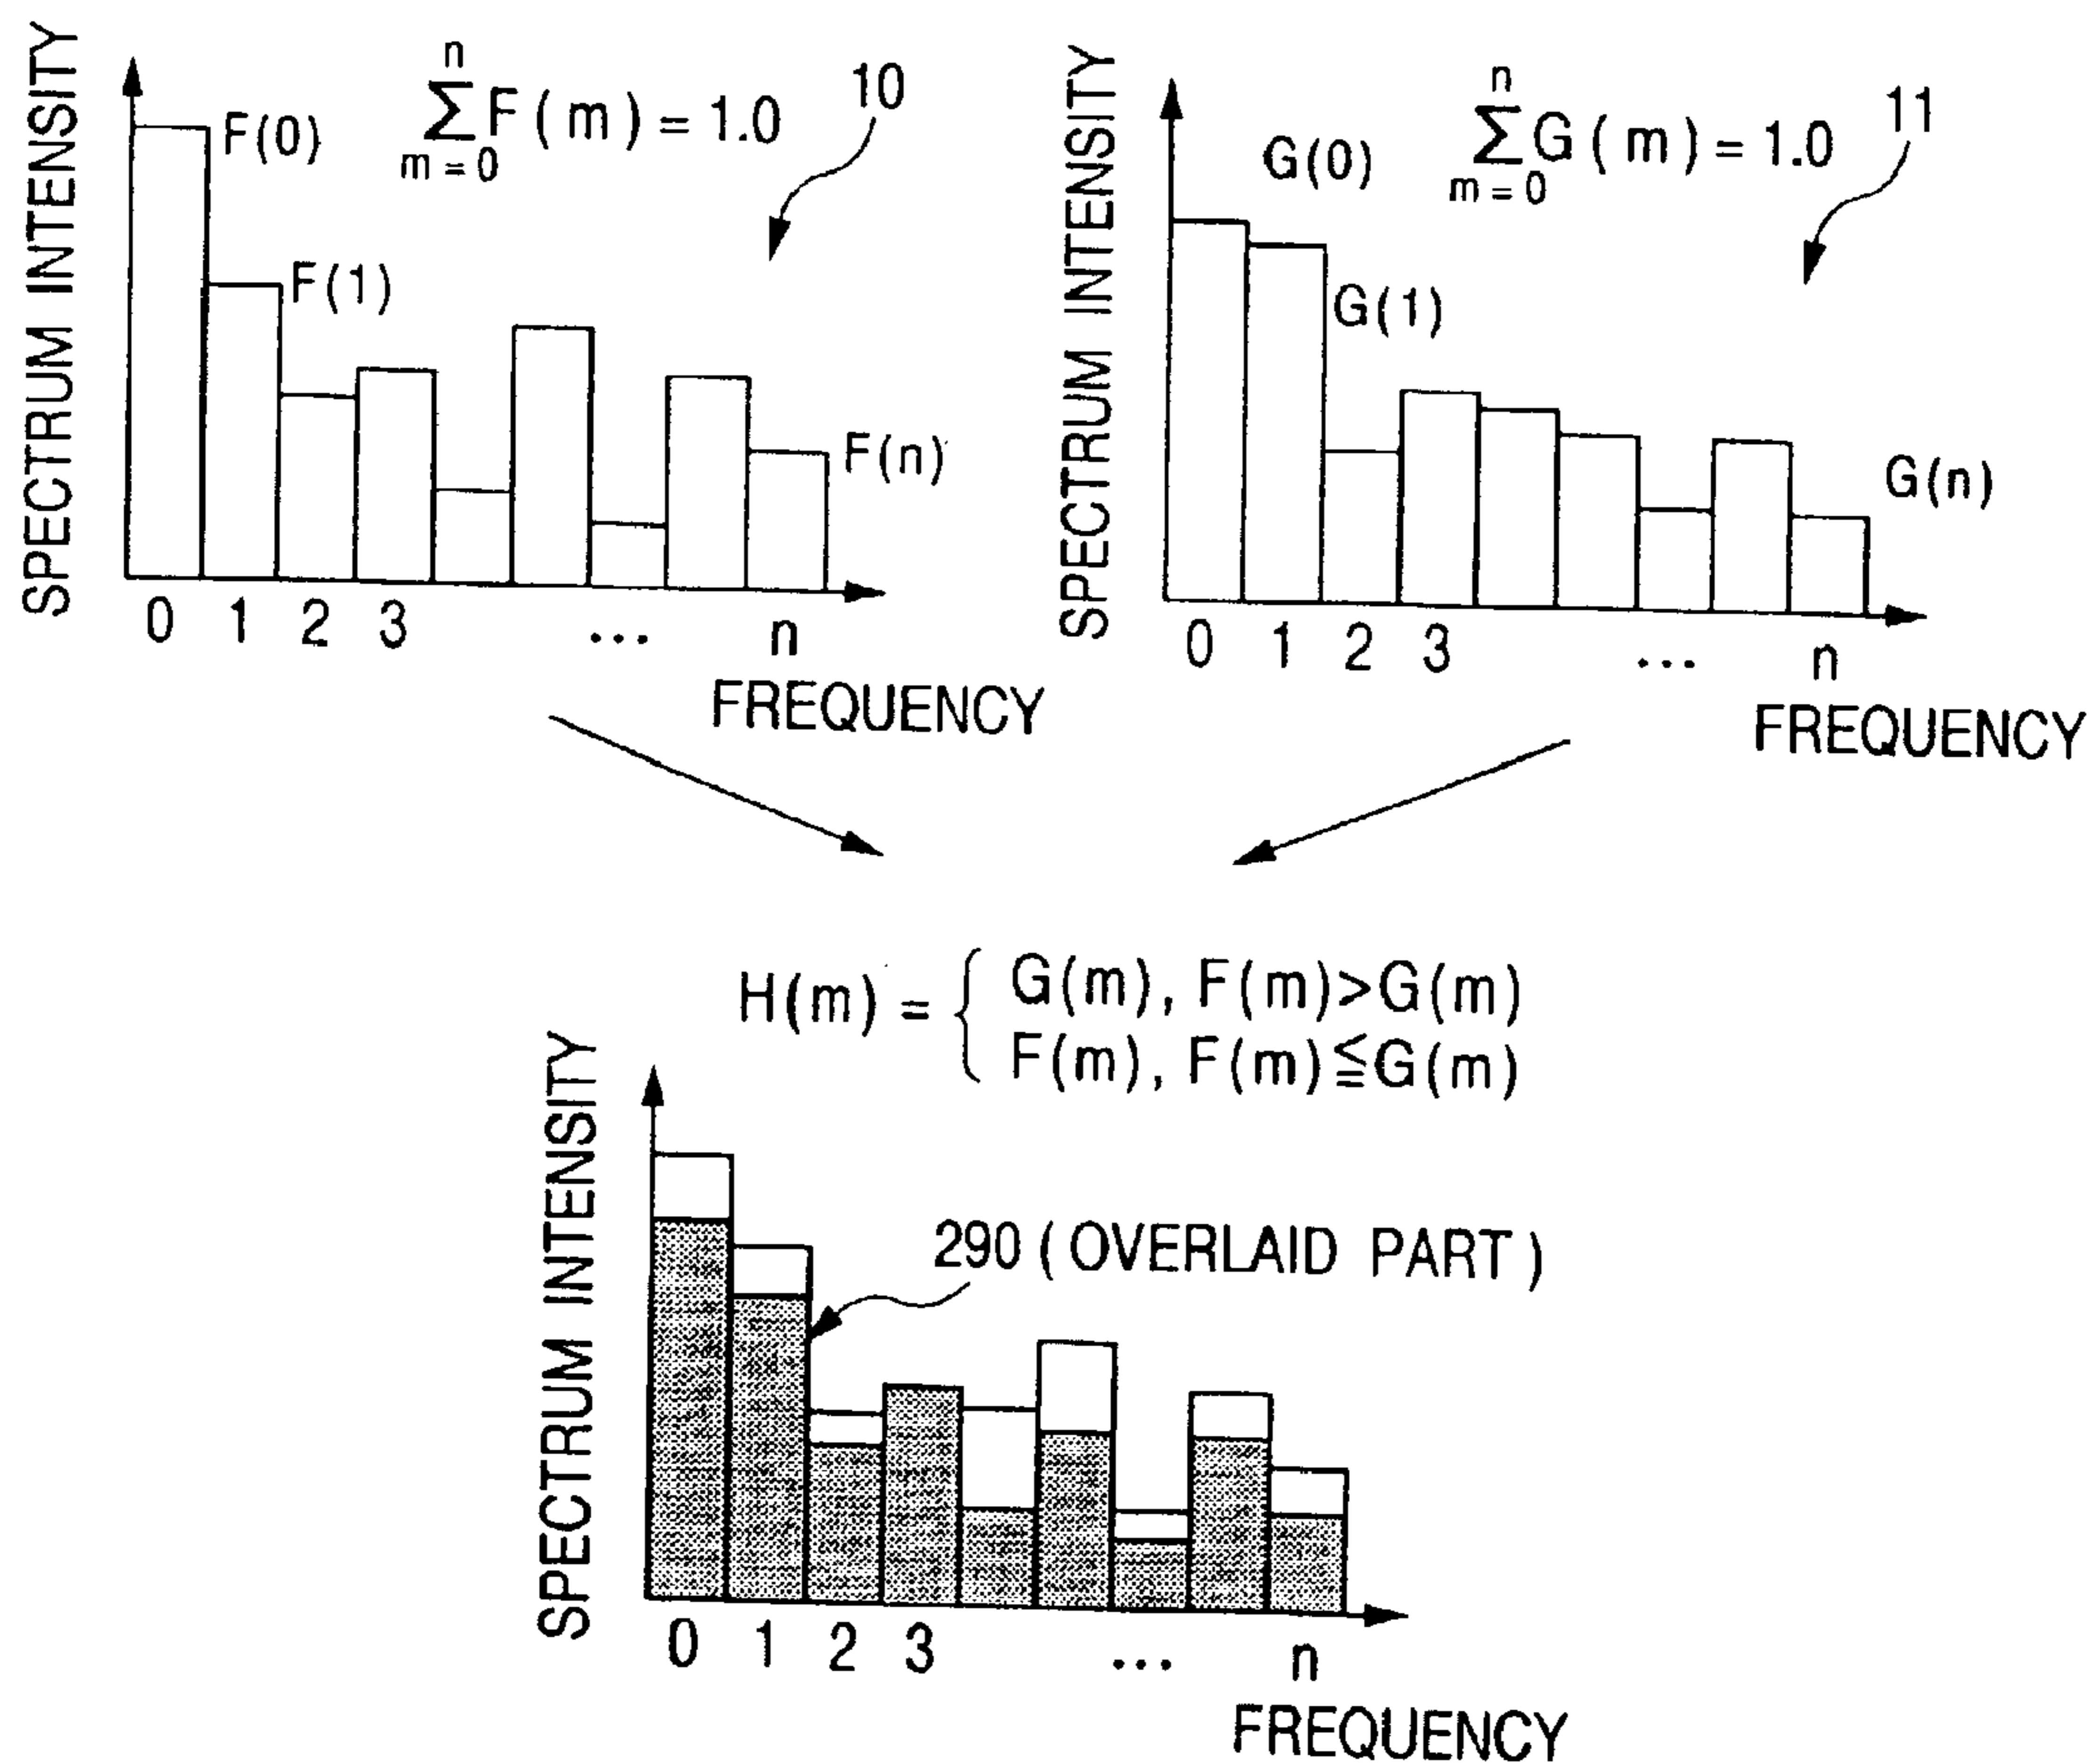 SPECTRUM INTENSITY
F(0)
n
∑ F(m) = 1.0
m = 0
10
F(1)
F(n)
0 1 2 3 ... n
FREQUENCY
SPECTRUM INTENSITY
G(0)
n
∑ G(m) = 1.0
m = 0
11
G(1)
G(n)
0 1 2 3 ... n
FREQUENCY
H(m) = { G(m), F(m)>G(m)
F(m), F(m)≦G(m)
SPECTRUM INTENSITY
290 (OVERLAID PART)
0 1 2 3 ... n
FREQUENCY